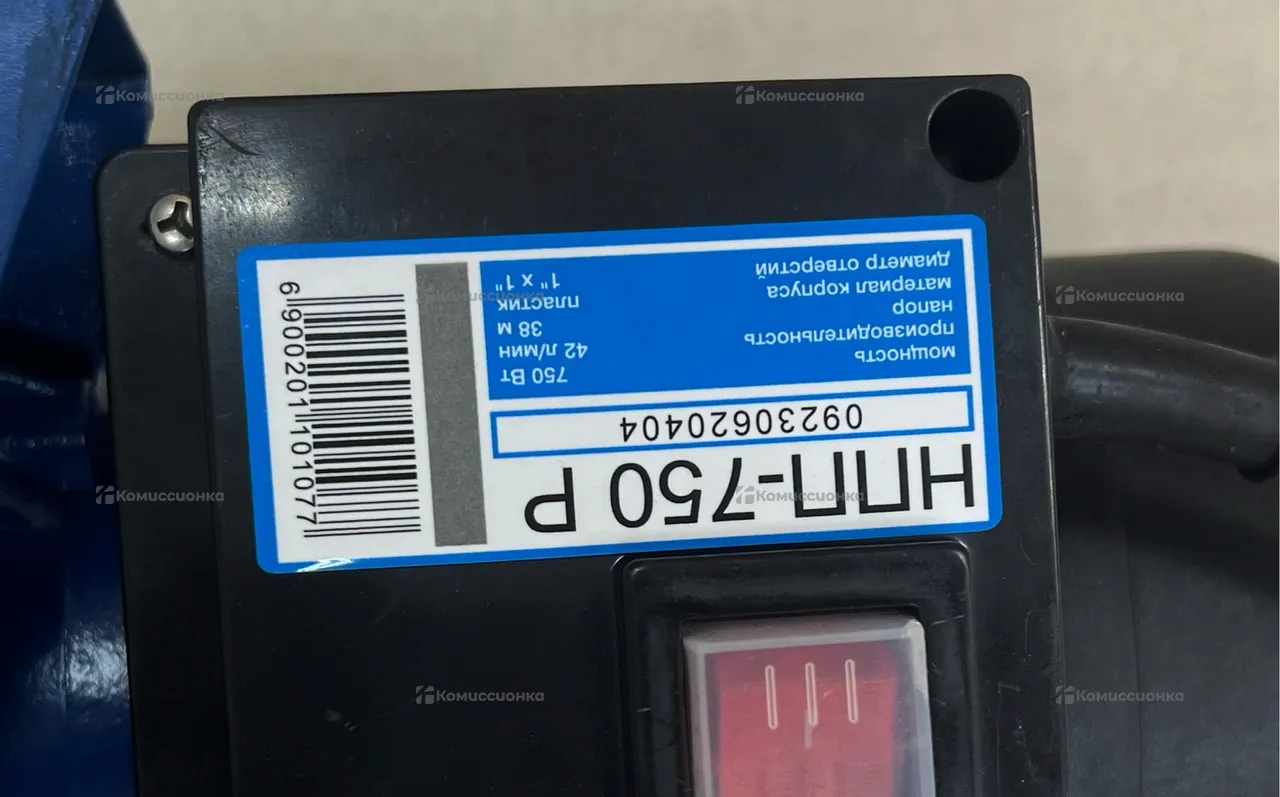 НПП-750 Р
09230620404
мощность 750 Вт
производительность 42 л/мин
напор 38 м
материал корпуса пластик
диаметр отверстий 1" x 1"
6 900201 101077
Комиссионка
Комиссионка
Комиссионка
Комиссионка
Комиссионка
Комиссионка
Комиссионка
Комиссионка